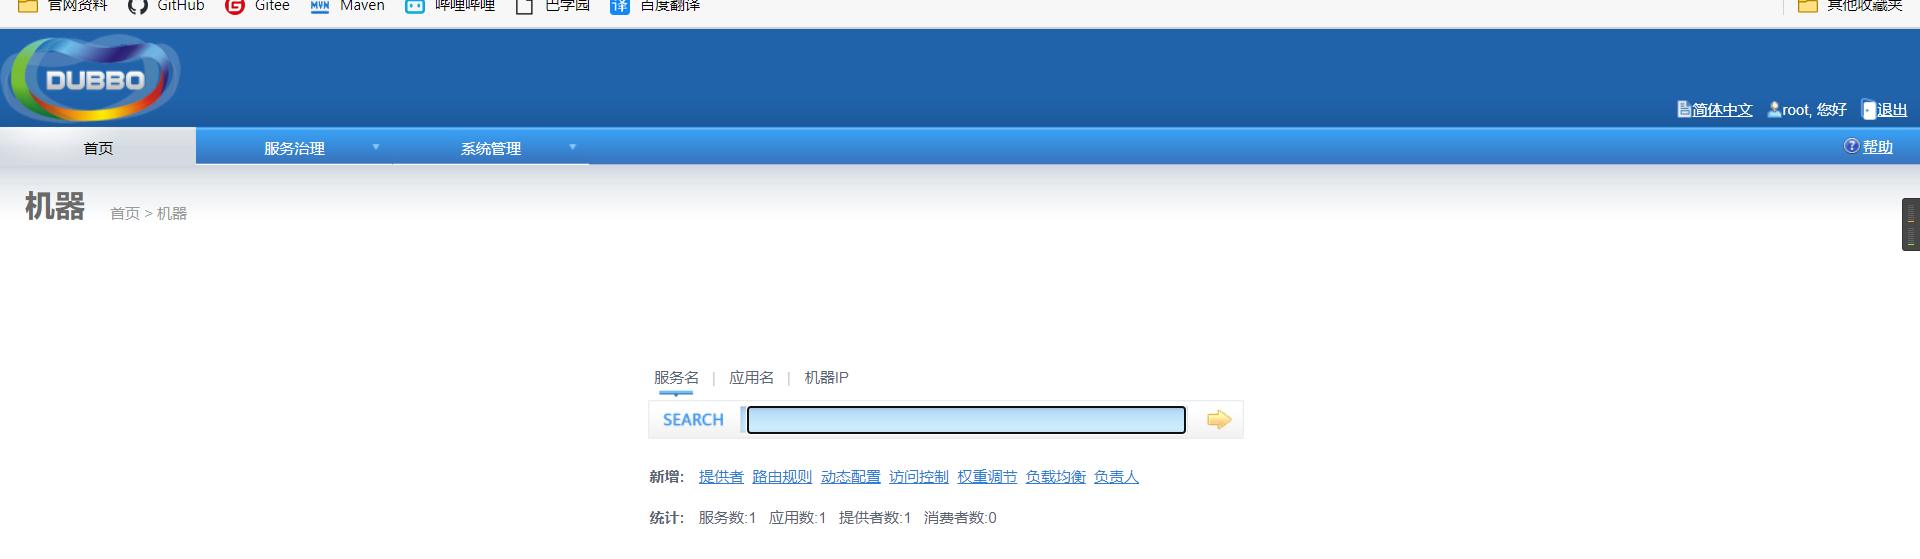 官网资料 GitHub Gitee Maven 哔哩哔哩 巴学园 百度翻译 其他收藏夹
DUBBO
简体中文 root, 您好 退出
首页 服务治理 系统管理 帮助
机器 首页 > 机器
服务名 | 应用名 | 机器IP
SEARCH
新增： 提供者 路由规则 动态配置 访问控制 权重调节 负载均衡 负责人
统计： 服务数:1 应用数:1 提供者数:1 消费者数:0